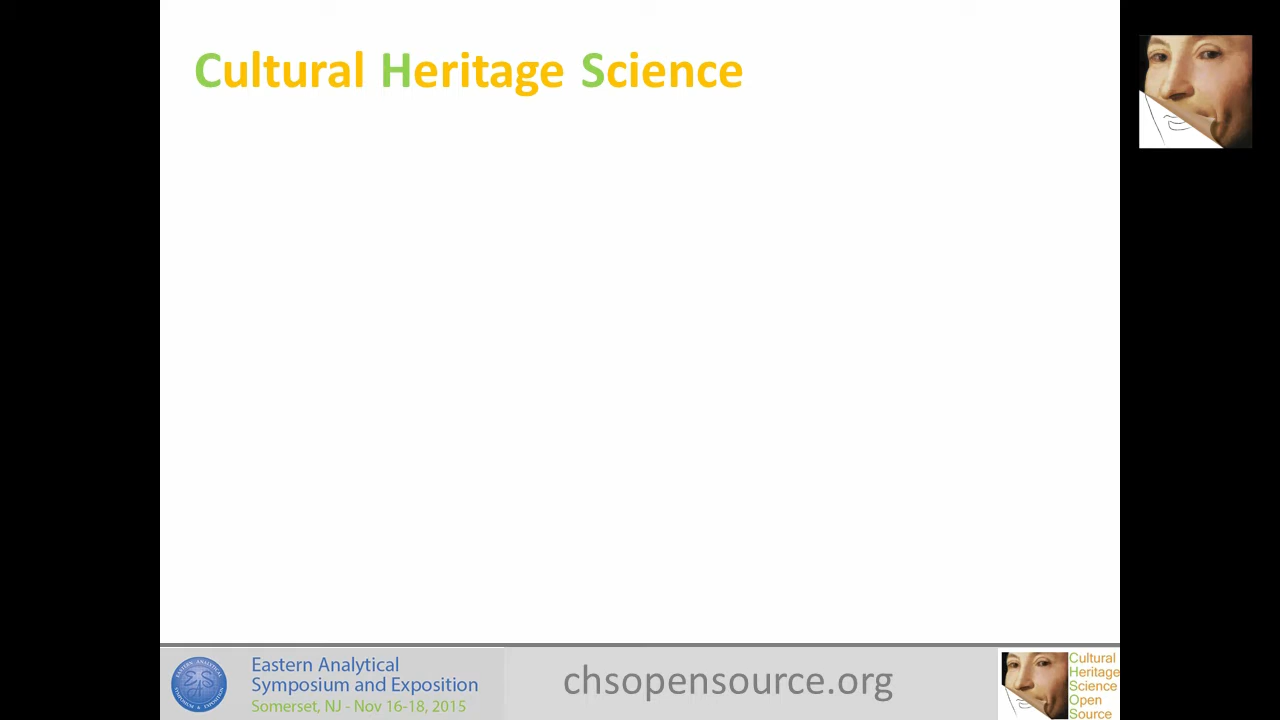 Cultural Heritage Science
Eastern Analytical
Symposium and Exposition
Somerset, NJ - Nov 16-18, 2015
chsopensource.org
Cultural
Heritage
Science
Open
Source